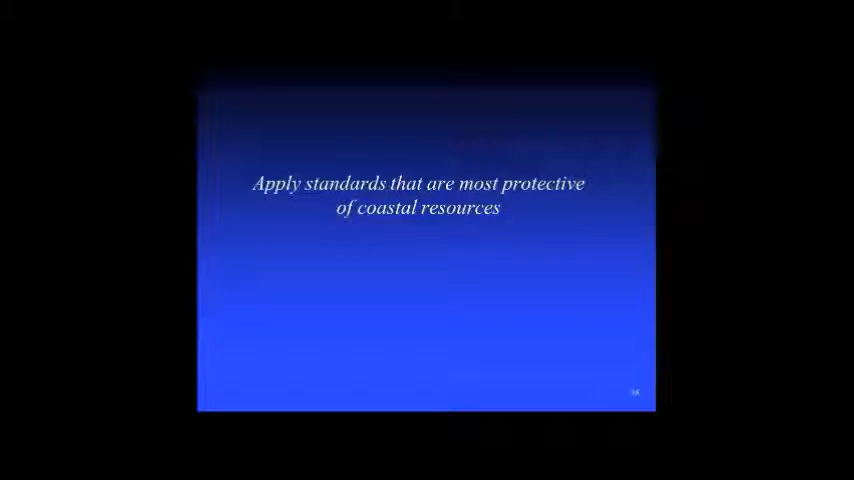 Apply standards that are most protective
of coastal resources